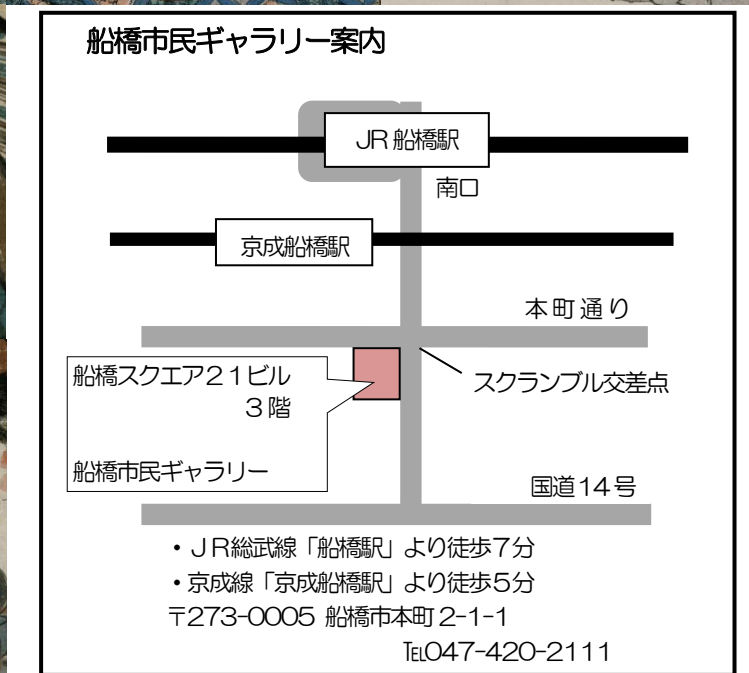 船橋市民ギャラリー案内
JR船橋駅
南口
京成船橋駅
本町通り
船橋スクエア21ビル
3階
スクランブル交差点
船橋市民ギャラリー
国道14号
・JR総武線「船橋駅」より徒歩7分
・京成線「京成船橋駅」より徒歩5分
〒273-0005 船橋市本町2-1-1
℡047-420-2111